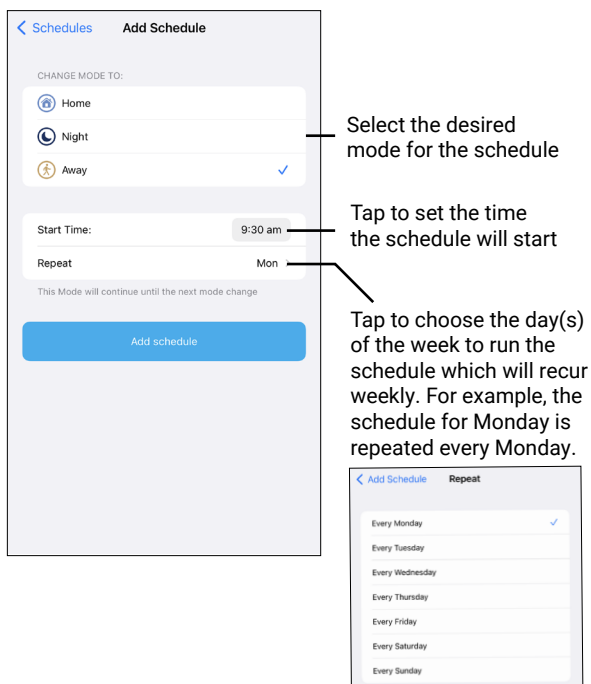 Schedules Add Schedule
CHANGE MODE TO:
Home
Night
Away
Start Time: 9:30 am
Repeat Mon
This Mode will continue until the next mode change
Add schedule
Select the desired
mode for the schedule
Tap to set the time
the schedule will start
Tap to choose the day(s)
of the week to run the
schedule which will recur
weekly. For example, the
schedule for Monday is
repeated every Monday.
Add Schedule Repeat
Every Monday
Every Tuesday
Every Wednesday
Every Thursday
Every Friday
Every Saturday
Every Sunday